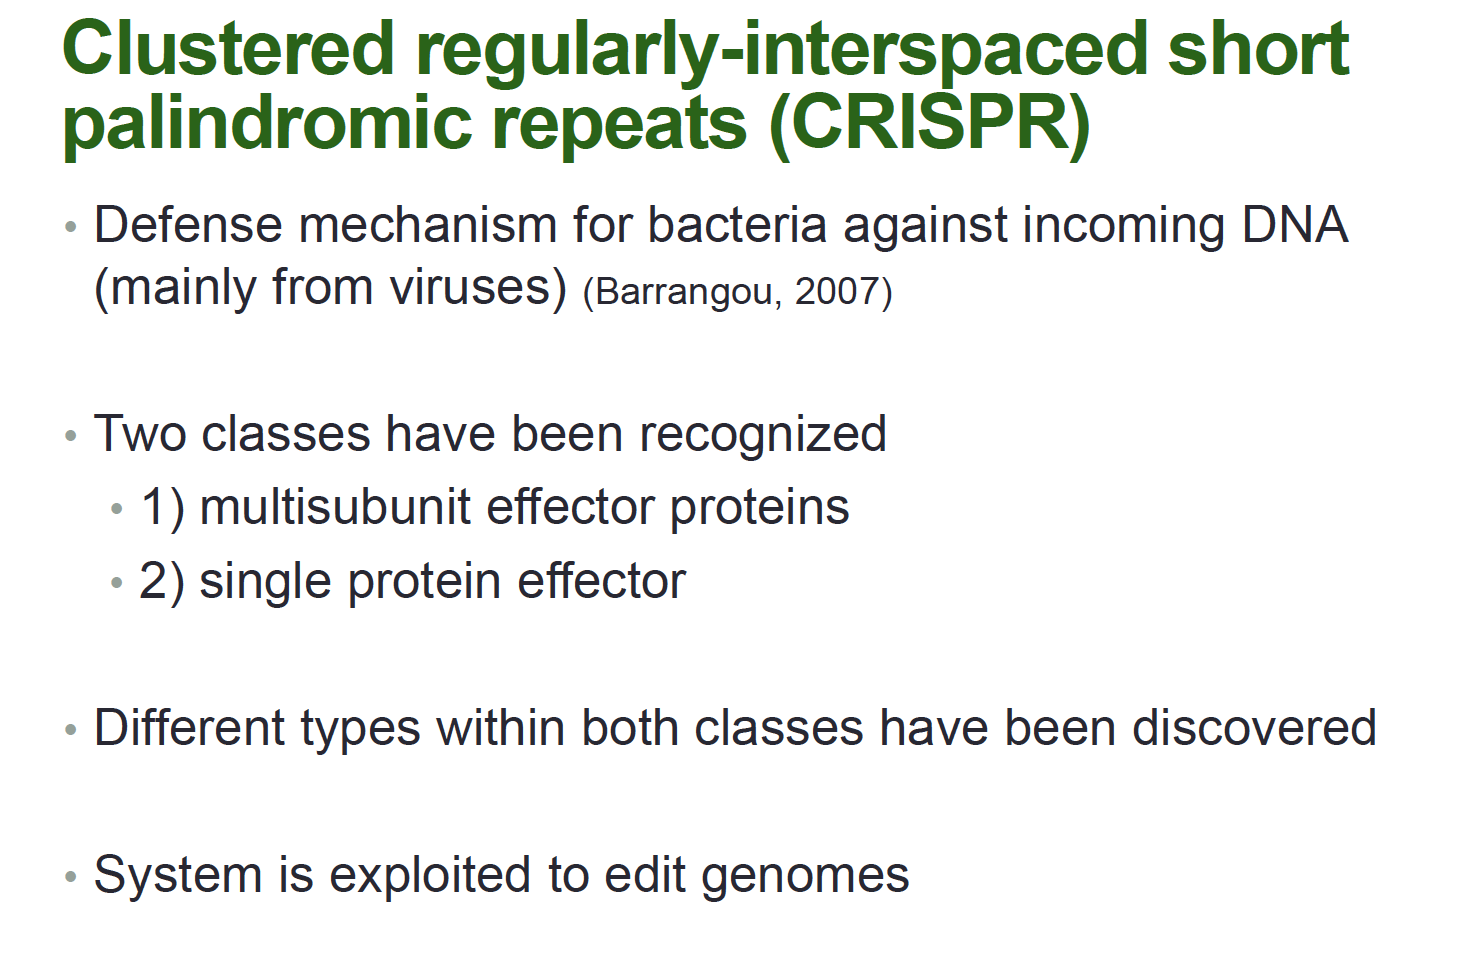 Clustered regularly-interspaced short
palindromic repeats (CRISPR)
• Defense mechanism for bacteria against incoming DNA
(mainly from viruses) (Barrangou, 2007)
• Two classes have been recognized
• 1) multisubunit effector proteins
• 2) single protein effector
• Different types within both classes have been discovered
• System is exploited to edit genomes